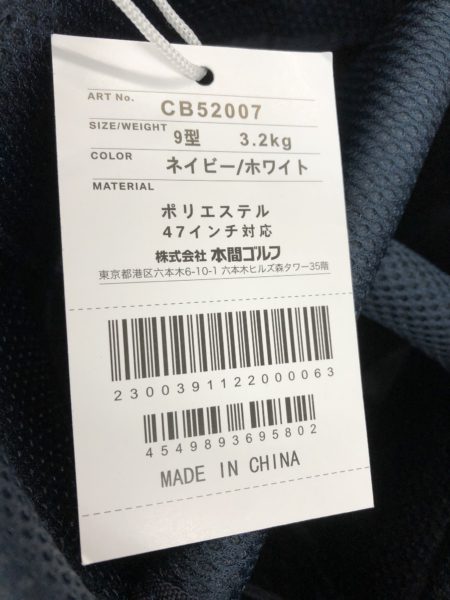 ART No. CB52007
SIZE/WEIGHT 9型 3.2kg
COLOR ネイビー/ホワイト
MATERIAL
ポリエステル
47インチ対応
株式会社 本間ゴルフ
東京都港区六本木6-10-1 六本木ヒルズ森タワー35階
2300391122000063
4549893695802
MADE IN CHINA